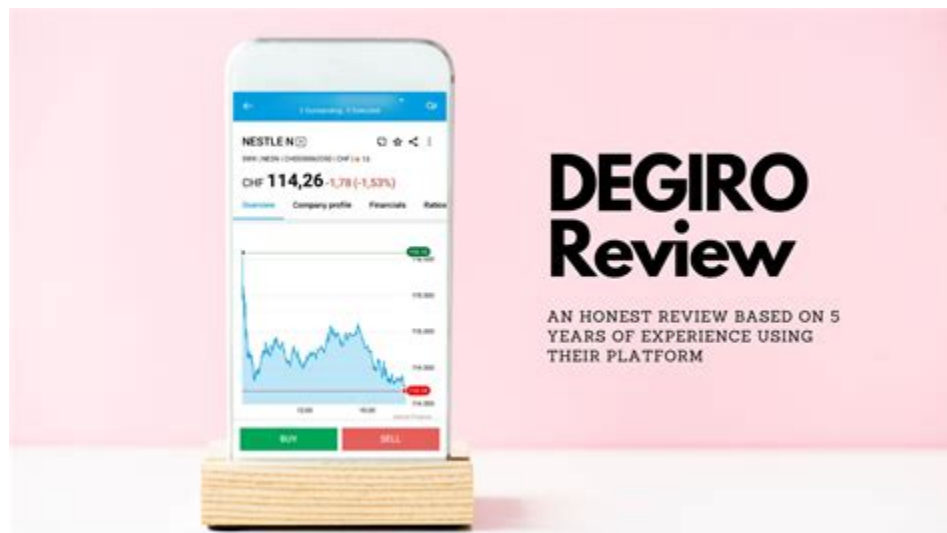 NESTLE N
CHF 114,26 -1,78 (-1,53%)
Overview Company profile Financials Ratios
BUY SELL
DEGIRO
Review
AN HONEST REVIEW BASED ON 5
YEARS OF EXPERIENCE USING
THEIR PLATFORM